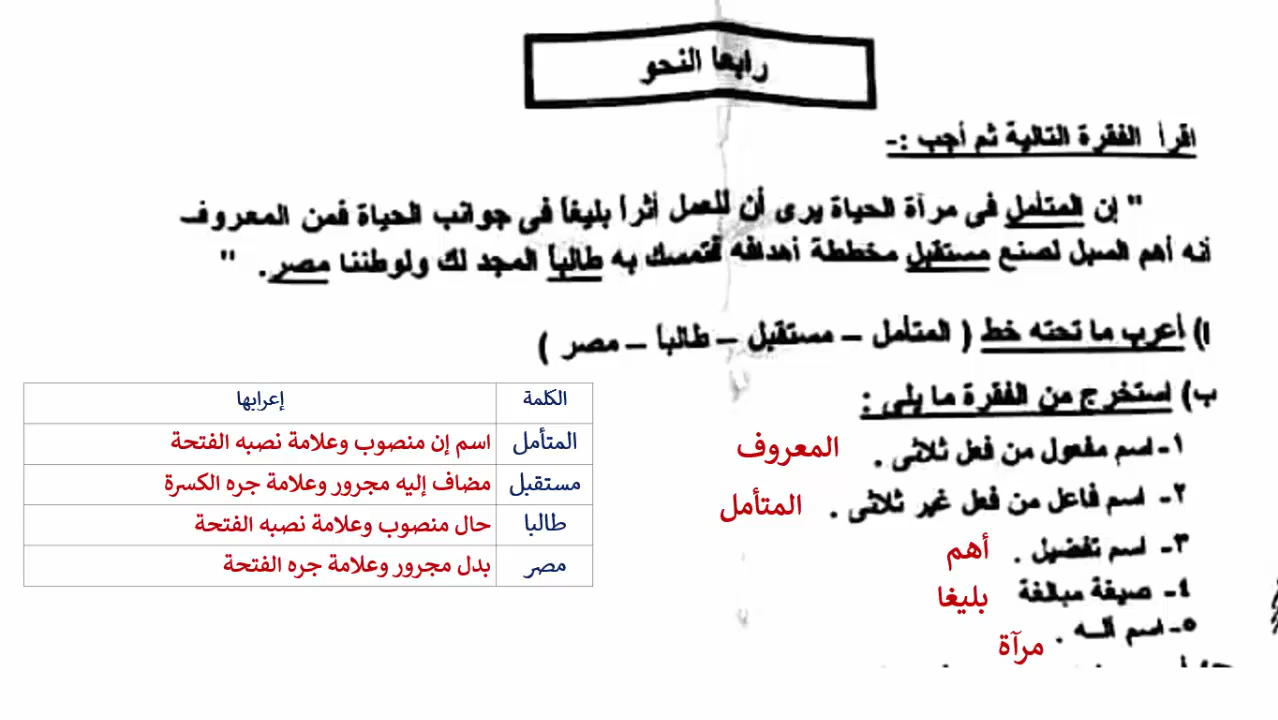 رابعا النحو
اقرأ الفقرة التالية ثم أجب :-
" إن المتأمل فى مرآة الحياة يرى أن للعمل أثراً بليغاً فى جوانب الحياة فمن المعروف
أنه أهم السبل لصنع مستقبل مخططة أهدافه فتمسك به طالباً المجد لك ولوطننا مصر . "
ا) أعرب ما تحته خط ( المتأمل – مستقبل – طالبا – مصر )
ب) استخرج من الفقرة ما يلى :
١- اسم مفعول من فعل ثلاثى . المعروف
٢- اسم فاعل من فعل غير ثلاثى . المتأمل
٣- اسم تفضيل . أهم
٤- صيغة مبالغة بليغا
٥- اسم آلـــه . مرآة
الكلمة إعرابها
المتأمل اسم إن منصوب وعلامة نصبه الفتحة
مستقبل مضاف إليه مجرور وعلامة جره الكسرة
طالبا حال منصوب وعلامة نصبه الفتحة
مصر بدل مجرور وعلامة جره الفتحة